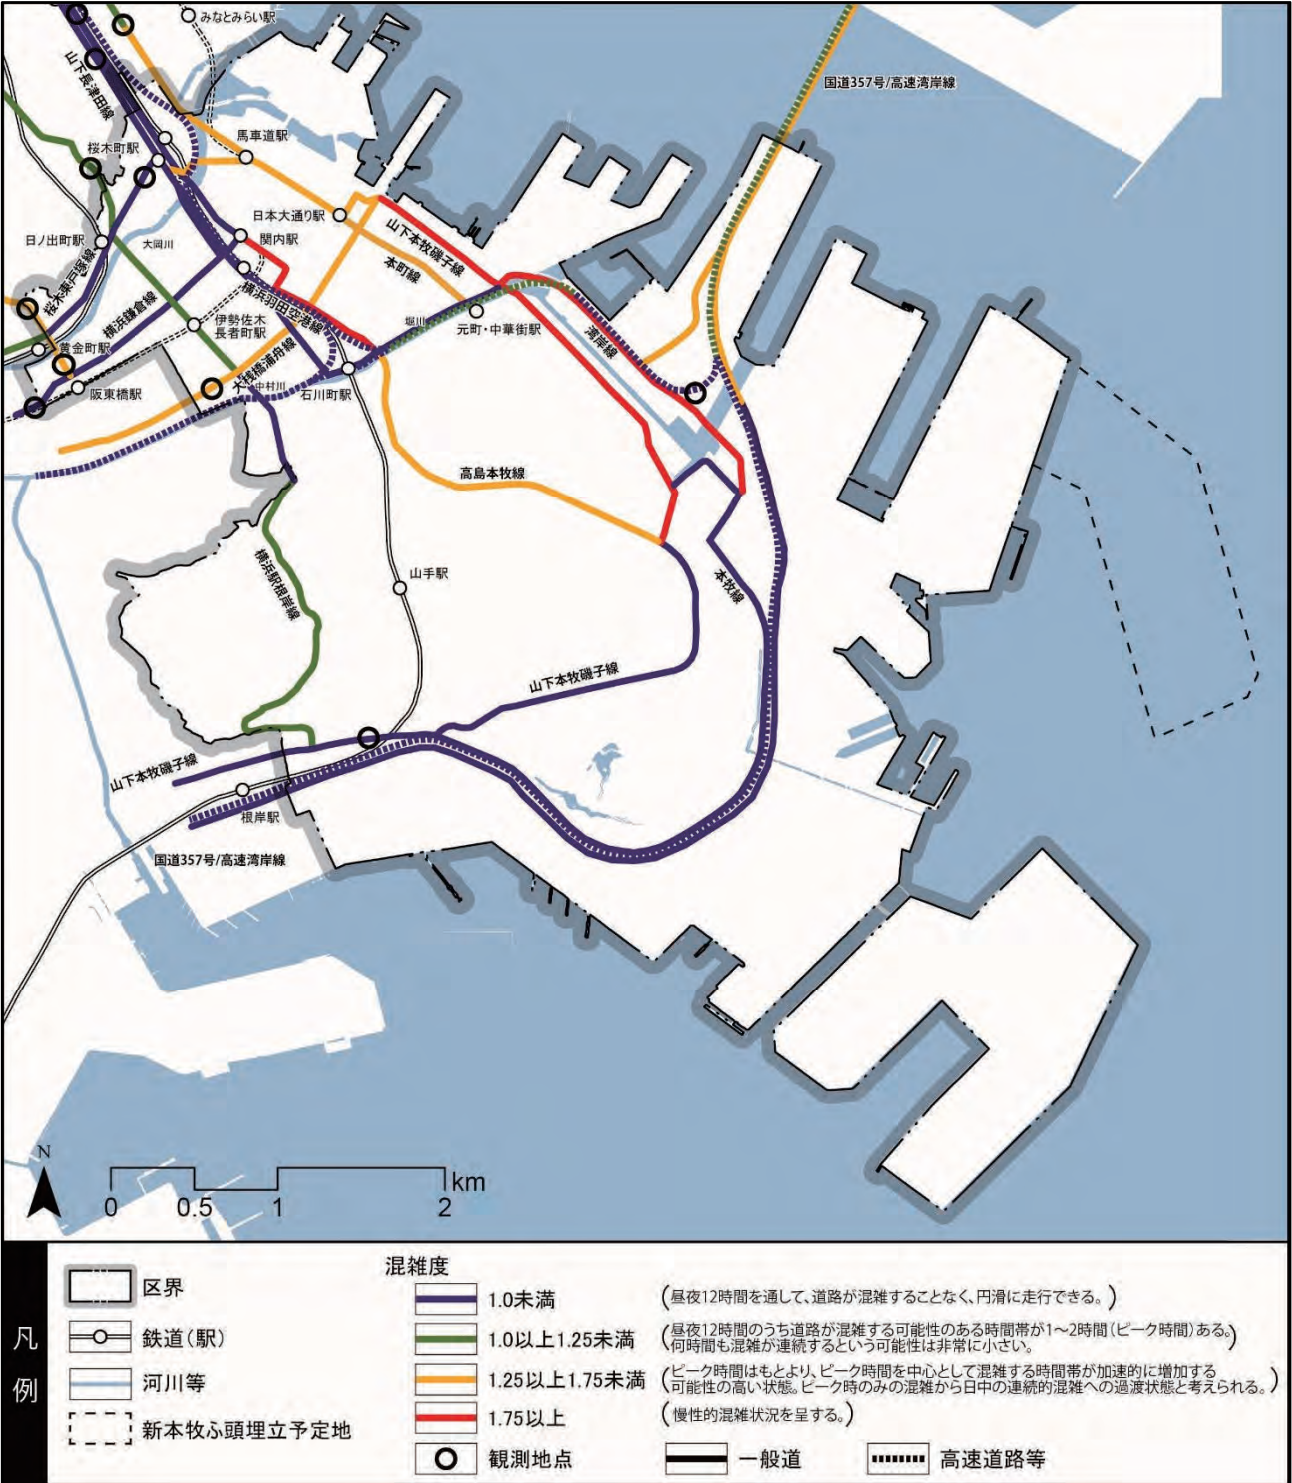 みなとみらい駅
山下長津田線
国道357号/高速湾岸線
桜木町駅
馬車道駅
日本大通り駅
日ノ出町駅
大岡川
関内駅
山下本牧磯子線
本町線
桜木東戸塚線
横浜鎌倉線
横浜羽田空港線
堀川
元町・中華街駅
湾岸線
伊勢佐木
長者町駅
黄金町駅
大桟橋浦舟線
中村川
阪東橋駅
石川町駅
高島本牧線
横浜駅根岸線
山手駅
本牧線
山下本牧磯子線
山下本牧磯子線
根岸駅
国道357号/高速湾岸線
N
km
0 0.5 1 2
凡例
区界
鉄道(駅)
河川等
新本牧ふ頭埋立予定地
混雑度
1.0未満 (昼夜12時間を通して、道路が混雑することなく、円滑に走行できる。)
1.0以上1.25未満 (昼夜12時間のうち道路が混雑する可能性のある時間帯が1～2時間(ピーク時間)ある。
何時間も混雑が連続するという可能性は非常に小さい。)
1.25以上1.75未満 (ピーク時間はもとより、ピーク時間を中心として混雑する時間帯が加速的に増加する
可能性の高い状態。ピーク時のみの混雑から日中の連続的混雑への過渡状態と考えられる。)
1.75以上 (慢性的混雑状況を呈する。)
観測地点
一般道
高速道路等